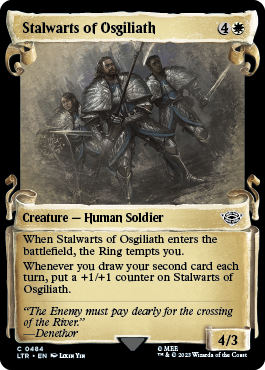 Stalwarts of Osgiliath 4
Creature — Human Soldier
When Stalwarts of Osgiliath enters the
battlefield, the Ring tempts you.
Whenever you draw your second card each
turn, put a +1/+1 counter on Stalwarts of
Osgiliath.
“The Enemy must pay dearly for the crossing
of the River.”
—Denethor
4/3
C 0484
LTR • EN Lixin Yin
© MEE
™ & © 2023 Wizards of the Coast